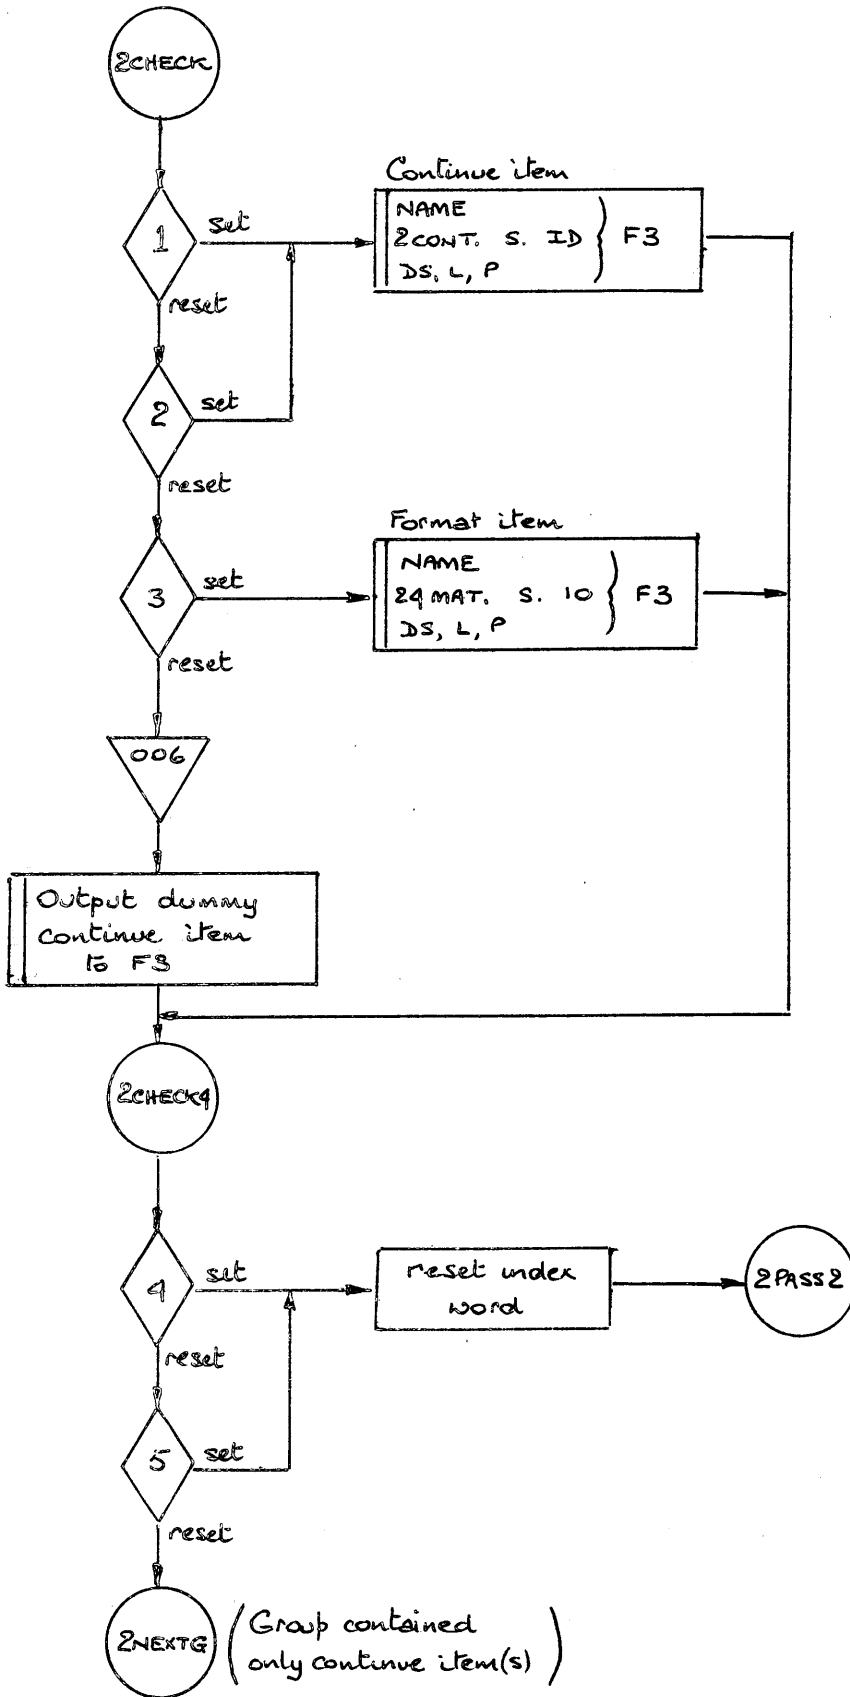 2CHECK
Continue item
1
set
NAME
2CONT. S. ID
DS, L, P
F3
reset
2
set
reset
Format item
3
set
NAME
24MAT. S. 10
DS, L, P
F3
reset
006
Output dummy
continue item
to F3
2CHECK4
4
set
reset index
word
2PASS2
reset
5
set
reset
2NEXTG
(Group contained
only continue item(s))